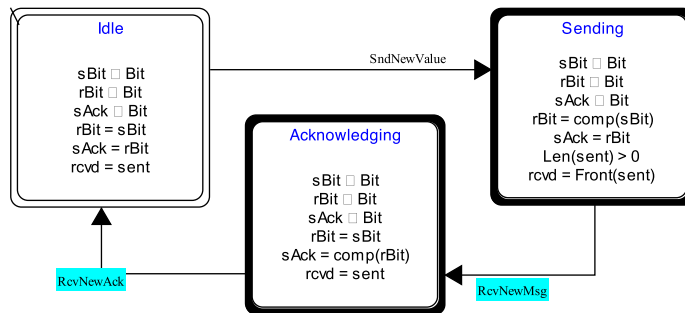 Idle
sBit □ Bit
rBit □ Bit
sAck □ Bit
rBit = sBit
sAck = rBit
rcvd = sent
SndNewValue
Sending
sBit □ Bit
rBit □ Bit
sAck □ Bit
rBit = comp(sBit)
sAck = rBit
Len(sent) > 0
rcvd = Front(sent)
Acknowledging
sBit □ Bit
rBit □ Bit
sAck □ Bit
rBit = sBit
sAck = comp(rBit)
rcvd = sent
RcvNewAck
RcvNewMsg